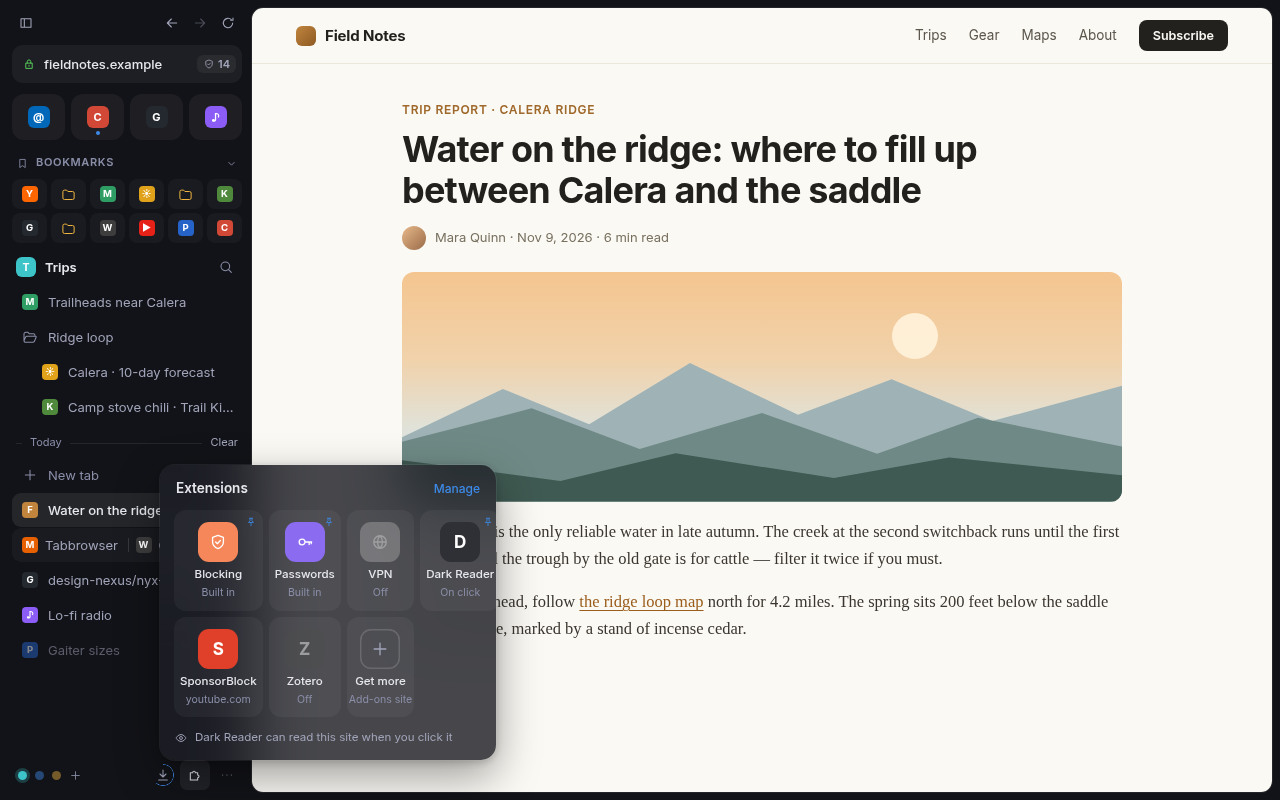 fieldnotes.example
14
@
C
G
BOOKMARKS
Y
M
K
G
W
P
C
T Trips
M Trailheads near Calera
Ridge loop
Calera · 10-day forecast
K Camp stove chili · Trail Ki...
Today
Clear
New tab
F Water on the ridge
M Tabbrowser
W
G design-nexus/nyx-
Lo-fi radio
P Gaiter sizes
Field Notes
Trips
Gear
Maps
About
Subscribe
TRIP REPORT · CALERA RIDGE
Water on the ridge: where to fill up
between Calera and the saddle
Mara Quinn · Nov 9, 2026 · 6 min read
is the only reliable water in late autumn. The creek at the second switchback runs until the first
the trough by the old gate is for cattle — filter it twice if you must.
follow the ridge loop map north for 4.2 miles. The spring sits 200 feet below the saddle
marked by a stand of incense cedar.
Extensions
Manage
Blocking
Built in
Passwords
Built in
VPN
Off
D
Dark Reader
On click
S
SponsorBlock
youtube.com
Z
Zotero
Off
Get more
Add-ons site
Dark Reader can read this site when you click it